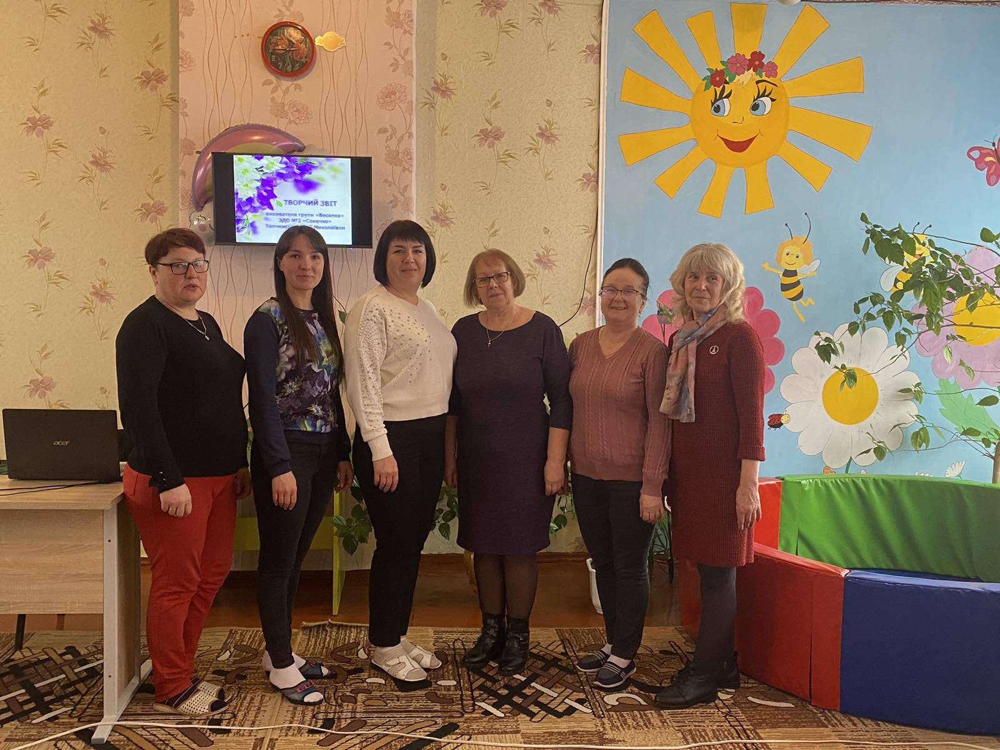 ТВОРЧИЙ ЗВІТ
вихователя групи «Веселка»
ЗДО №2 «Сонечко»
Миколаївни
acer